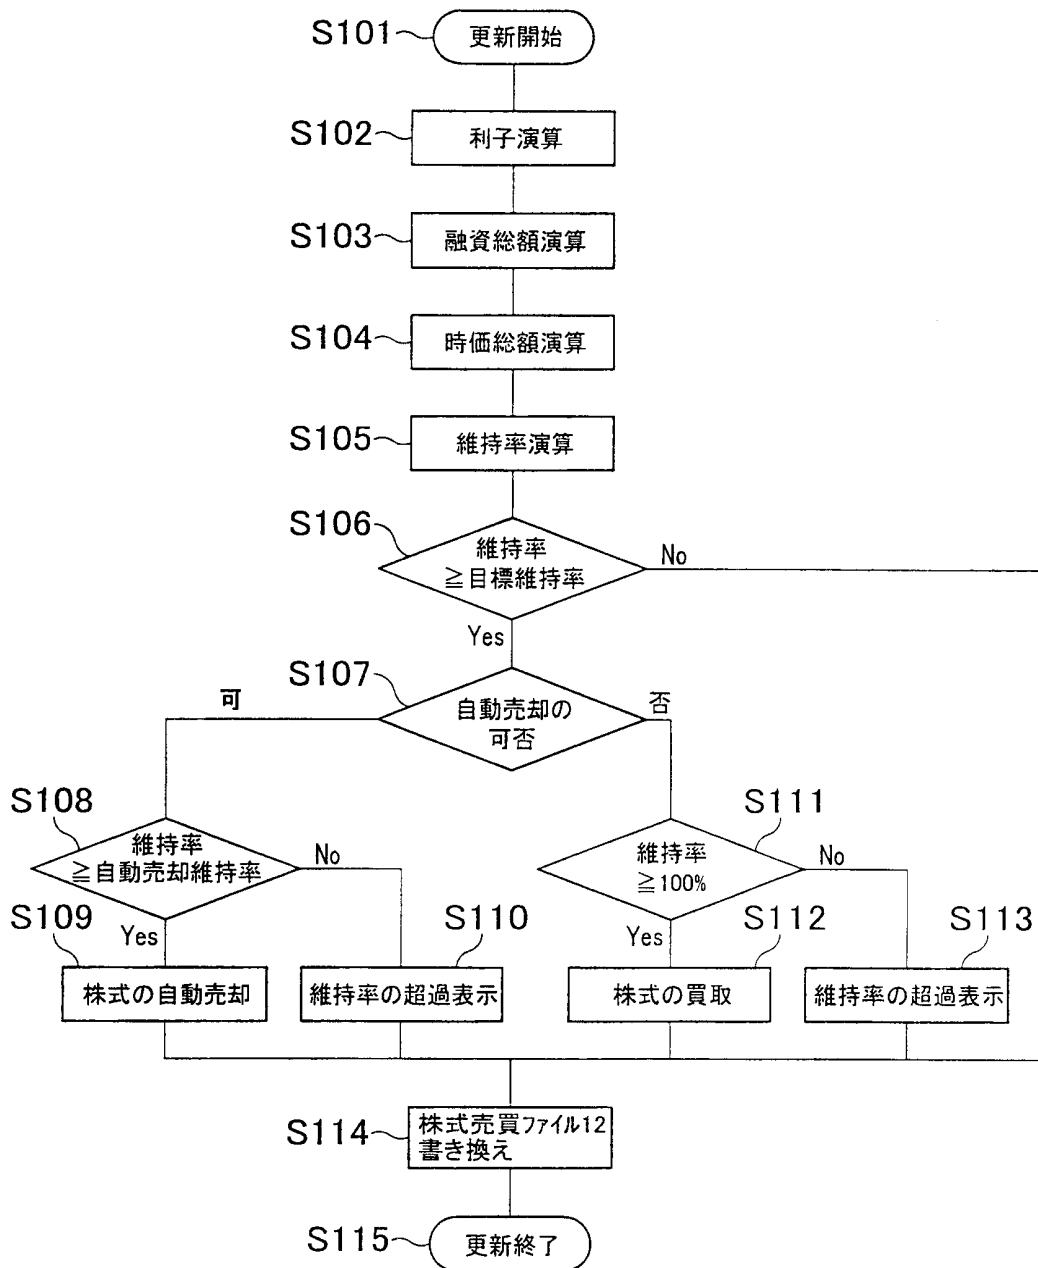 S101
更新開始
S102
利子演算
S103
融資総額演算
S104
時価総額演算
S105
維持率演算
S106
維持率
≧目標維持率
No
Yes
S107
自動売却の
可否
可
否
S108
維持率
≧自動売却維持率
No
Yes
S111
維持率
≧100%
No
Yes
S109
株式の自動売却
S110
維持率の超過表示
S112
株式の買取
S113
維持率の超過表示
S114
株式売買ファイル12
書き換え
S115
更新終了